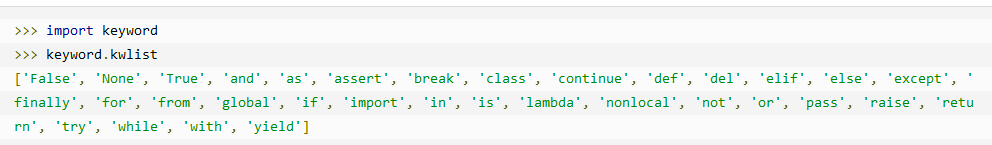 >>> import keyword
>>> keyword.kwlist
['False', 'None', 'True', 'and', 'as', 'assert', 'break', 'class', 'continue', 'def', 'del', 'elif', 'else', 'except', '
finally', 'for', 'from', 'global', 'if', 'import', 'in', 'is', 'lambda', 'nonlocal', 'not', 'or', 'pass', 'raise', 'retu
rn', 'try', 'while', 'with', 'yield']